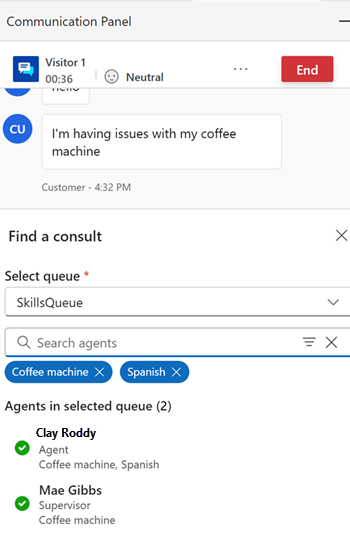 Communication Panel
Visitor 1
00:36
Neutral
...
End
hello
CU
I'm having issues with my coffee
machine
Customer - 4:32 PM
Find a consult
Select queue *
SkillsQueue
Search agents
Coffee machine
Spanish
Agents in selected queue (2)
Clay Roddy
Agent
Coffee machine, Spanish
Mae Gibbs
Supervisor
Coffee machine